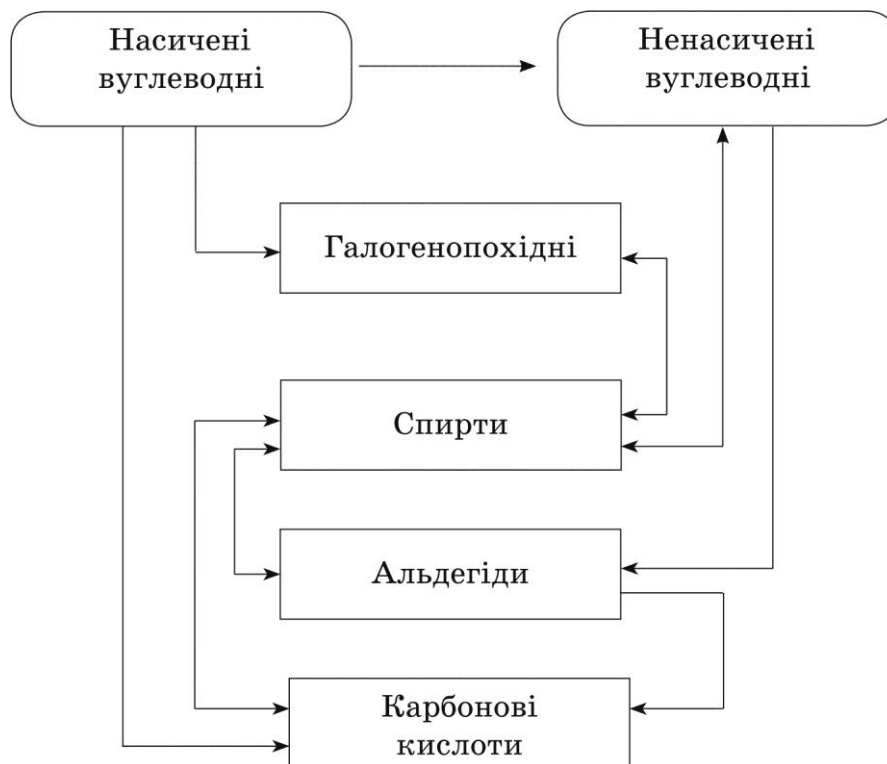 Насичені
вуглеводні
Ненасичені
вуглеводні
Галогенопохідні
Спирти
Альдегіди
Карбонові
кислоти